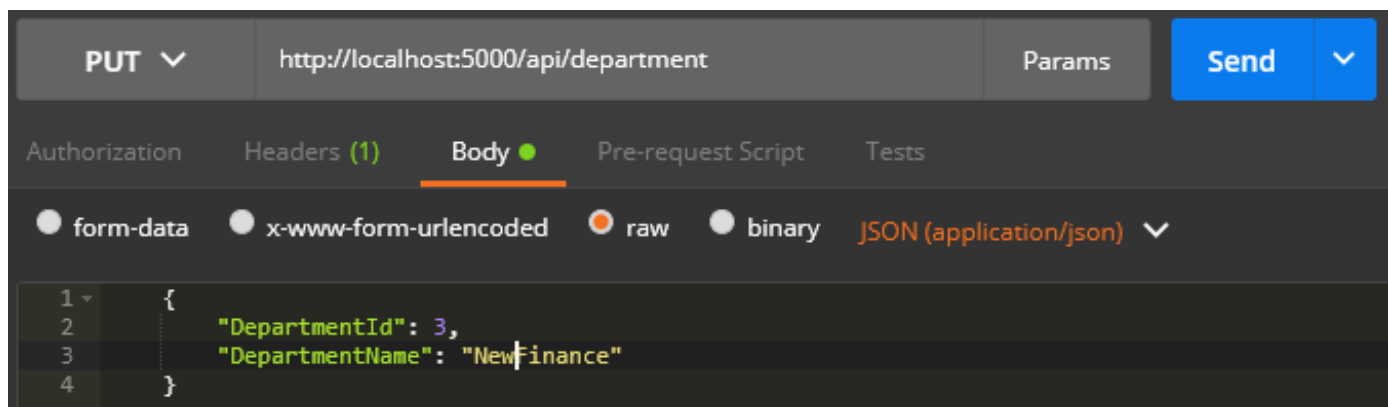 PUT http://localhost:5000/api/department Params Send
Authorization Headers (1) Body Pre-request Script Tests
form-data x-www-form-urlencoded raw binary JSON (application/json)
1 {
2 "DepartmentId": 3,
3 "DepartmentName": "NewFinance"
4 }